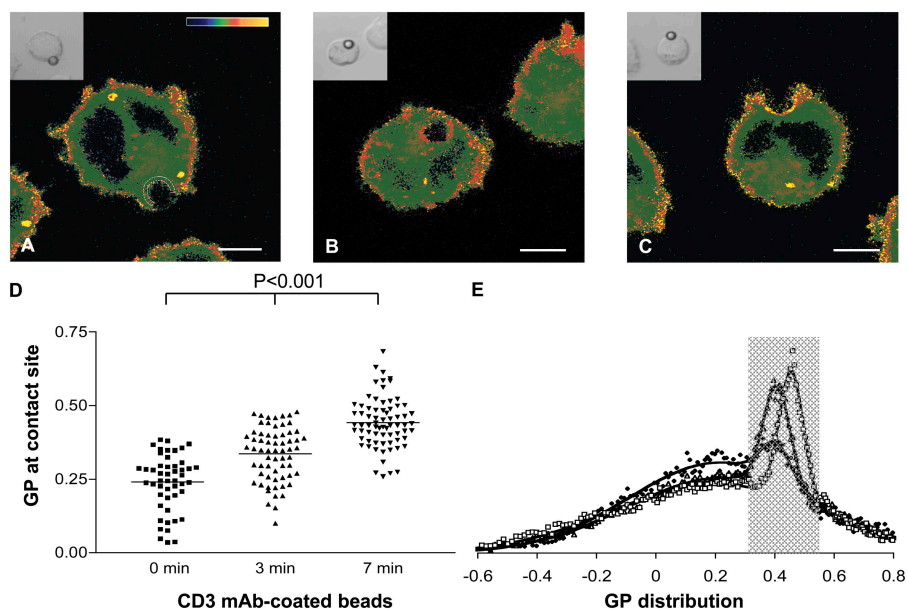 A
B
C
D
P<0.001
0.75
0.50
0.25
0.00
GP at contact site
0 min
3 min
7 min
CD3 mAb-coated beads
E
-0.6
-0.4
-0.2
0
0.2
0.4
0.6
0.8
GP distribution